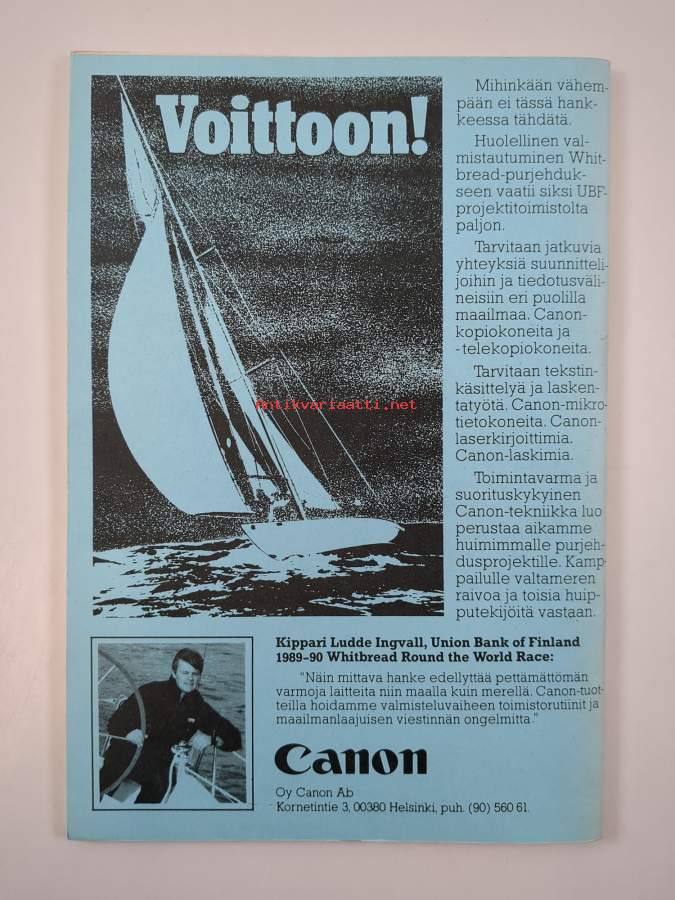 Voittoon!
Mihinkään vähem-
pään ei tässä hank-
keessa tähdätä.
Huolellinen val-
mistautuminen Whit-
bread-purjehduk-
seen vaatii siksi UBF-
projektitoimistolta
paljon.
Tarvitaan jatkuvia
yhteyksiä suunnitteli-
joihin ja tiedotusväli-
neisiin eri puolilla
maailmaa. Canon-
kopiokoneita ja
-telekopiokoneita.
Tarvitaan tekstin-
käsittelyä ja lasken-
tatyötä. Canon-mikro-
tietokoneita. Canon-
laserkirjoittimia.
Canon-laskimia.
Toimintavarma ja
suorituskykyinen
Canon-tekniikka luo
perustaa aikamme
huimimmalle purjeh-
dusprojektille. Kamp-
pailulle valtameren
raivoa ja toisia huip-
putekijöitä vastaan.
antikvariaatti.net
Kippari Ludde Ingvall, Union Bank of Finland
1989-90 Whitbread Round the World Race:
"Näin mittava hanke edellyttää pettämättömän
varmoja laitteita niin maalla kuin merellä. Canon-tuot-
teilla hoidamme valmisteluvaiheen toimistorutiinit ja
maailmanlaajuisen viestinnän ongelmitta."
Canon
Oy Canon Ab
Kornetintie 3, 00380 Helsinki, puh. (90) 560 61.